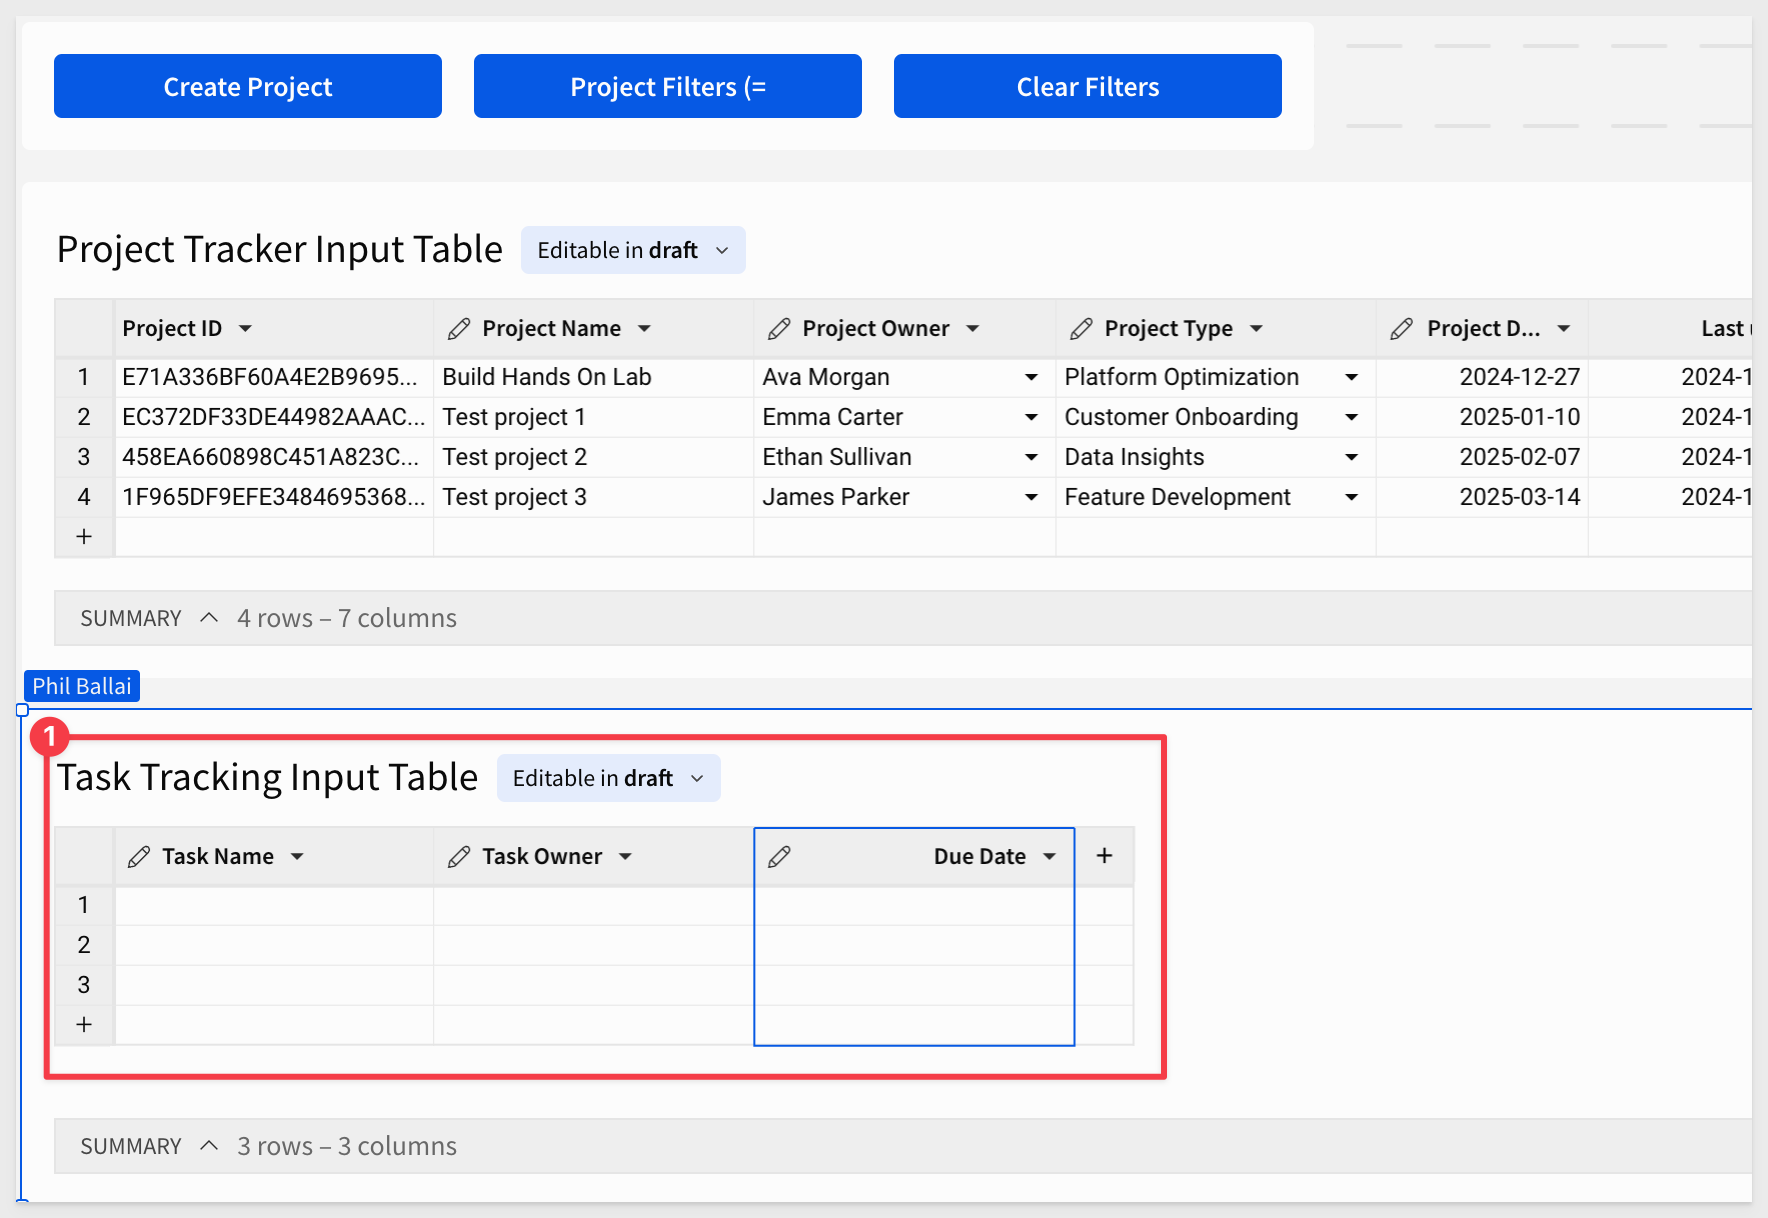 Create Project
Project Filters (=
Clear Filters
Project Tracker Input Table
Editable in draft
Project ID
Project Name
Project Owner
Project Type
Project D...
Last
1 E71A336BF60A4E2B9695... Build Hands On Lab Ava Morgan Platform Optimization 2024-12-27 2024-1
2 EC372DF33DE44982AAAC... Test project 1 Emma Carter Customer Onboarding 2025-01-10 2024-1
3 458EA660898C451A823C... Test project 2 Ethan Sullivan Data Insights 2025-02-07 2024-1
4 1F965DF9EFE3484695368... Test project 3 James Parker Feature Development 2025-03-14 2024-1
+
SUMMARY 4 rows – 7 columns
Phil Ballai
1
Task Tracking Input Table
Editable in draft
Task Name
Task Owner
Due Date
+
1
2
3
+
SUMMARY 3 rows – 3 columns